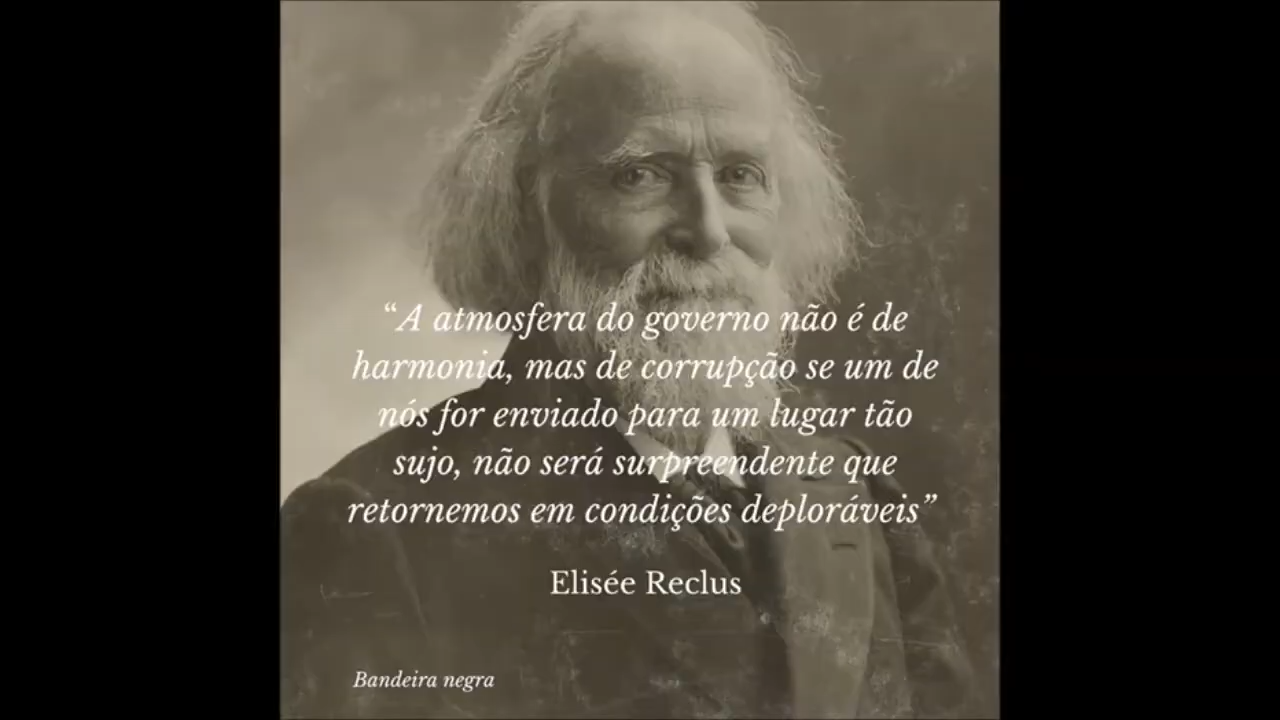 “A atmosfera do governo não é de
harmonia, mas de corrupção se um de
nós for enviado para um lugar tão
sujo, não será surpreendente que
retornemos em condições deploráveis”
Elisée Reclus
Bandeira negra